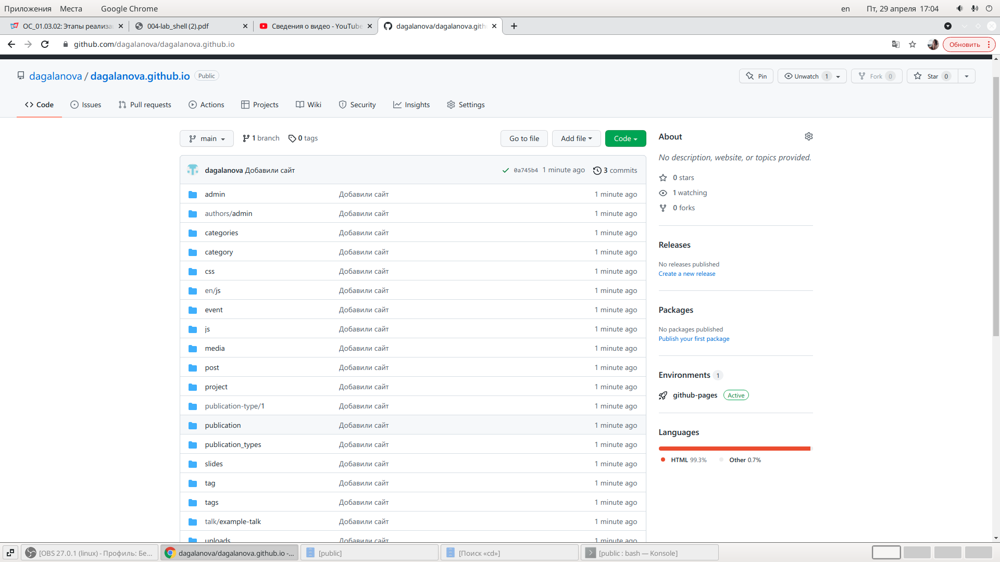 Приложения Места Google Chrome en Пт, 29 апреля 17:04
ОС_01.03.02: Этапы реализа 004-lab_shell (2).pdf Сведения о видео - YouTube dagalanova/dagalanova.gith
github.com/dagalanova/dagalanova.github.io Обновить
dagalanova / dagalanova.github.io Public Pin Unwatch 1 Fork 0 Star 0
Code Issues Pull requests Actions Projects Wiki Security Insights Settings
main 1 branch 0 tags Go to file Add file Code
dagalanova Добавили сайт 0a745b4 1 minute ago 3 commits
admin Добавили сайт 1 minute ago
authors/admin Добавили сайт 1 minute ago
categories Добавили сайт 1 minute ago
category Добавили сайт 1 minute ago
css Добавили сайт 1 minute ago
en/js Добавили сайт 1 minute ago
event Добавили сайт 1 minute ago
js Добавили сайт 1 minute ago
media Добавили сайт 1 minute ago
post Добавили сайт 1 minute ago
project Добавили сайт 1 minute ago
publication-type/1 Добавили сайт 1 minute ago
publication Добавили сайт 1 minute ago
publication_types Добавили сайт 1 minute ago
slides Добавили сайт 1 minute ago
tag Добавили сайт 1 minute ago
tags Добавили сайт 1 minute ago
talk/example-talk Добавили сайт 1 minute ago
uploads Добавили сайт 1 minute ago
About
No description, website, or topics provided.
0 stars
1 watching
0 forks
Releases
No releases published
Create a new release
Packages
No packages published
Publish your first package
Environments 1
github-pages Active
Languages
HTML 99.3% Other 0.7%
[OBS 27.0.1 (linux) - Профиль: Бе... dagalanova/dagalanova.github.io -... [public] [Поиск «cd»] [public : bash — Konsole]